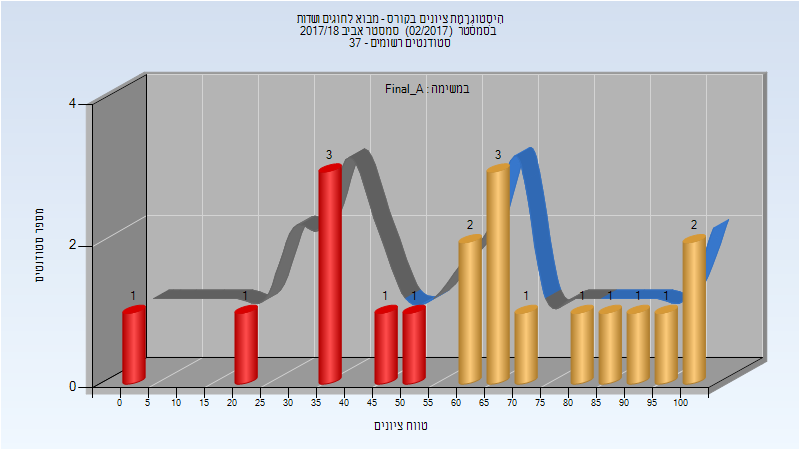 היסטוגרמת ציונים בקורס - מבוא לחוגים ושדות
בסמסטר (02/2017) סמסטר אביב 2017/18
סטודנטים רשומים - 37
במשימה : Final_A
מספר סטודנטים
4
2
0
1
1
3
1
1
2
3
1
1
1
1
1
2
0 5 10 15 20 25 30 35 40 45 50 55 60 65 70 75 80 85 90 95 100
טווח ציונים